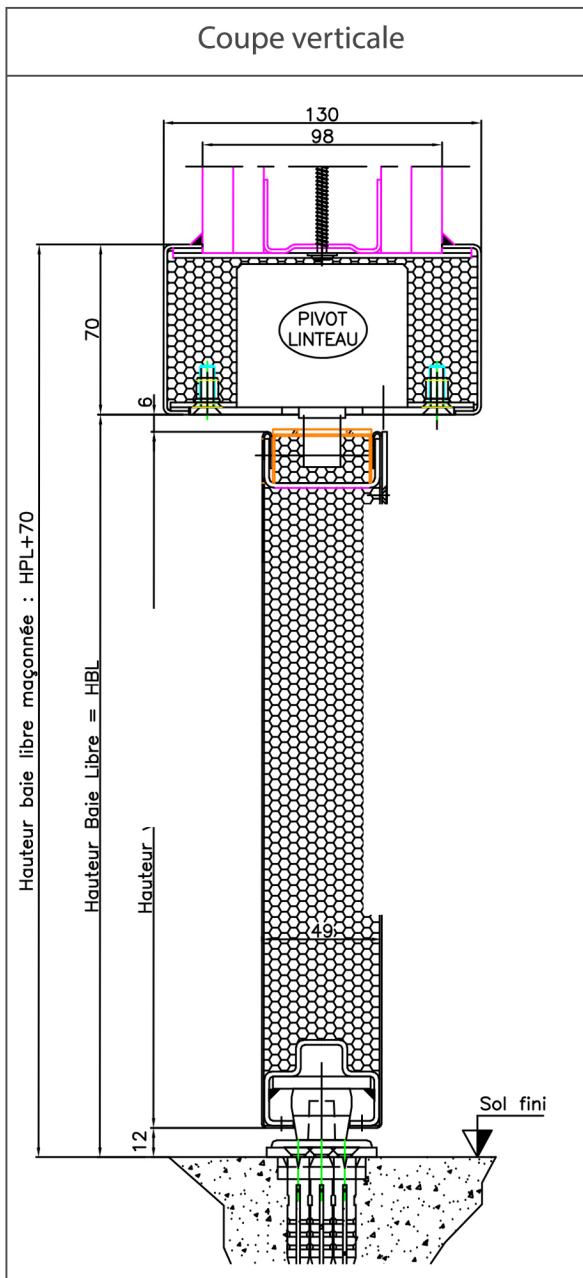 Coupe verticale
130
98
70
PIVOT
LINTEAU
6
Hauteur baie libre maçonnée : HPL+70
Hauteur Baie Libre = HBL
Hauteur
49
Sol fini
12